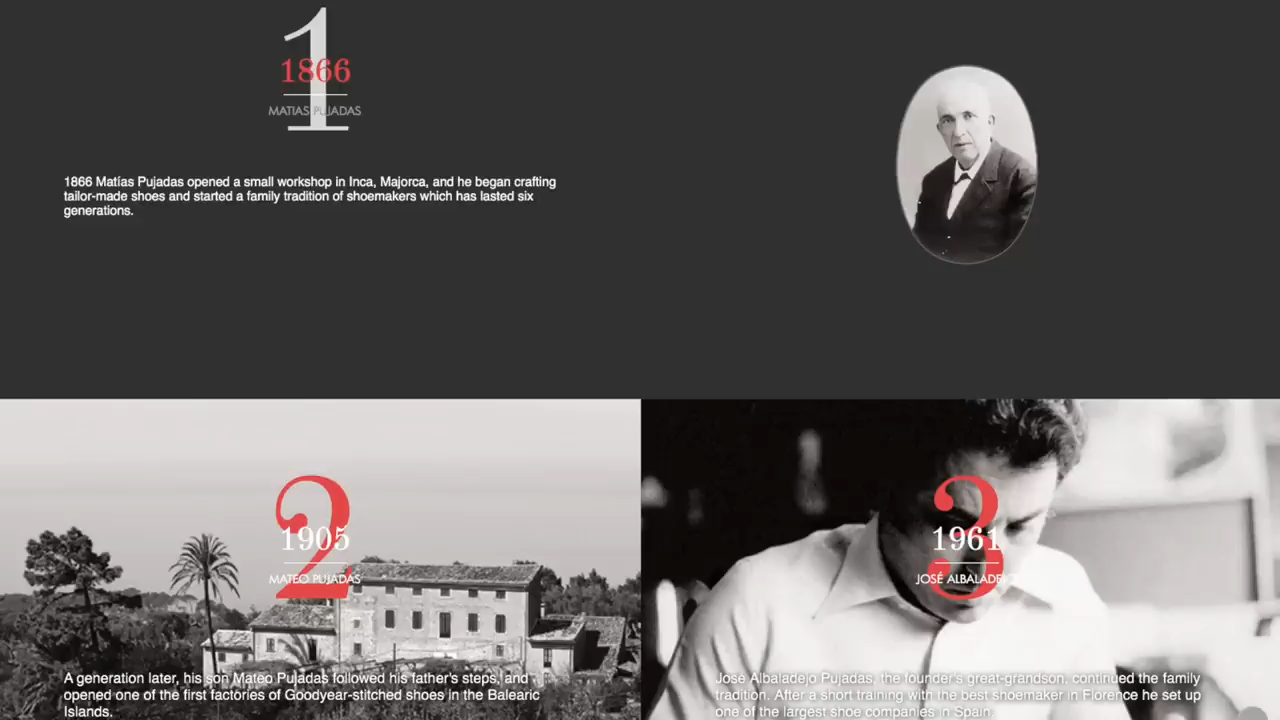 1
1866
MATIAS PUJADAS
1866 Matías Pujadas opened a small workshop in Inca, Majorca, and he began crafting
tailor-made shoes and started a family tradition of shoemakers which has lasted six
generations.
2
1905
MATEO PUJADAS
A generation later, his son Mateo Pujadas followed his father's steps, and
opened one of the first factories of Goodyear-stitched shoes in the Balearic
Islands.
3
1961
JOSÉ
José Albaladejo Pujadas, the founder's great-grandson, continued the family
tradition. After a short training with the best shoemaker in Florence he set up
one of the largest shoe companies in Spain.